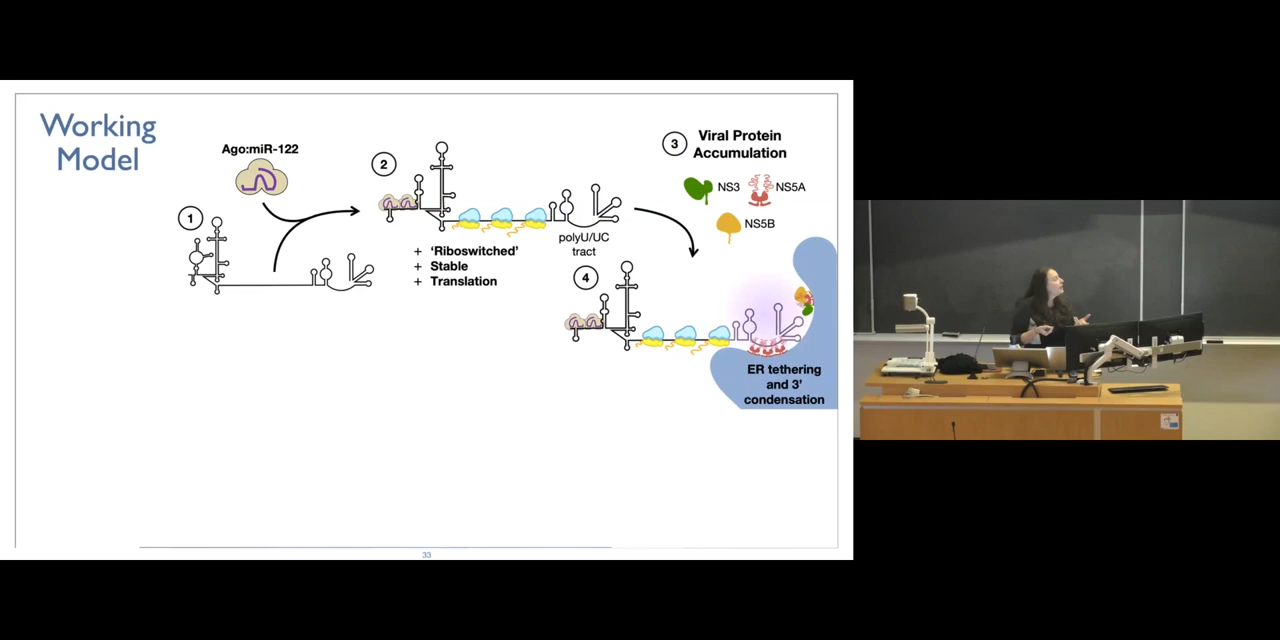 Working
Model
Ago:miR-122
1
2
+ ‘Riboswitched’
+ Stable
+ Translation
polyU/UC
tract
3
Viral Protein
Accumulation
NS3
NS5A
NS5B
4
ER tethering
and 3’
condensation
33